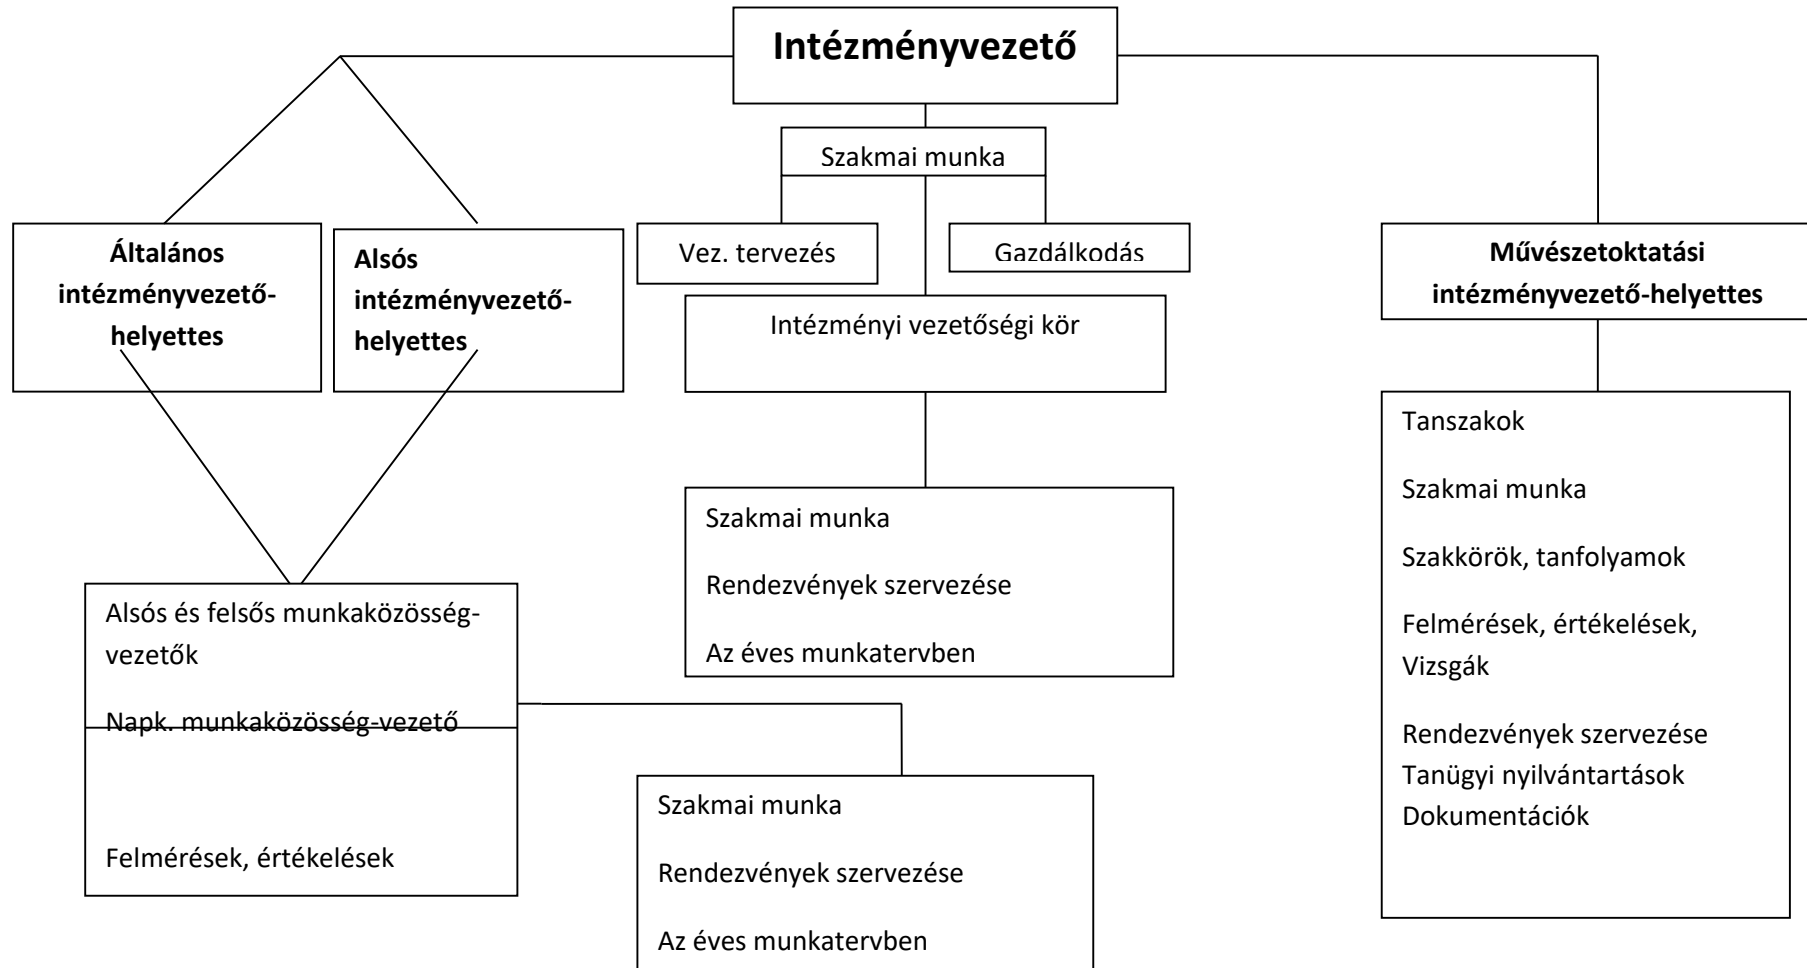 Intézményvezető
Szakmai munka
Vez. tervezés
Gazdálkodás
Általános
intézményvezető-
helyettes
Alsós
intézményvezető-
helyettes
Intézményi vezetőségi kör
Művészetoktatási
intézményvezető-helyettes
Szakmai munka
Rendezvények szervezése
Az éves munkatervben
Tanszakok
Szakmai munka
Szakkörök, tanfolyamok
Felmérések, értékelések,
Vizsgák
Rendezvények szervezése
Tanügyi nyilvántartások
Dokumentációk
Alsós és felsős munkaközösség-
vezetők
Napk. munkaközösség-vezető
Felmérések, értékelések
Szakmai munka
Rendezvények szervezése
Az éves munkatervben